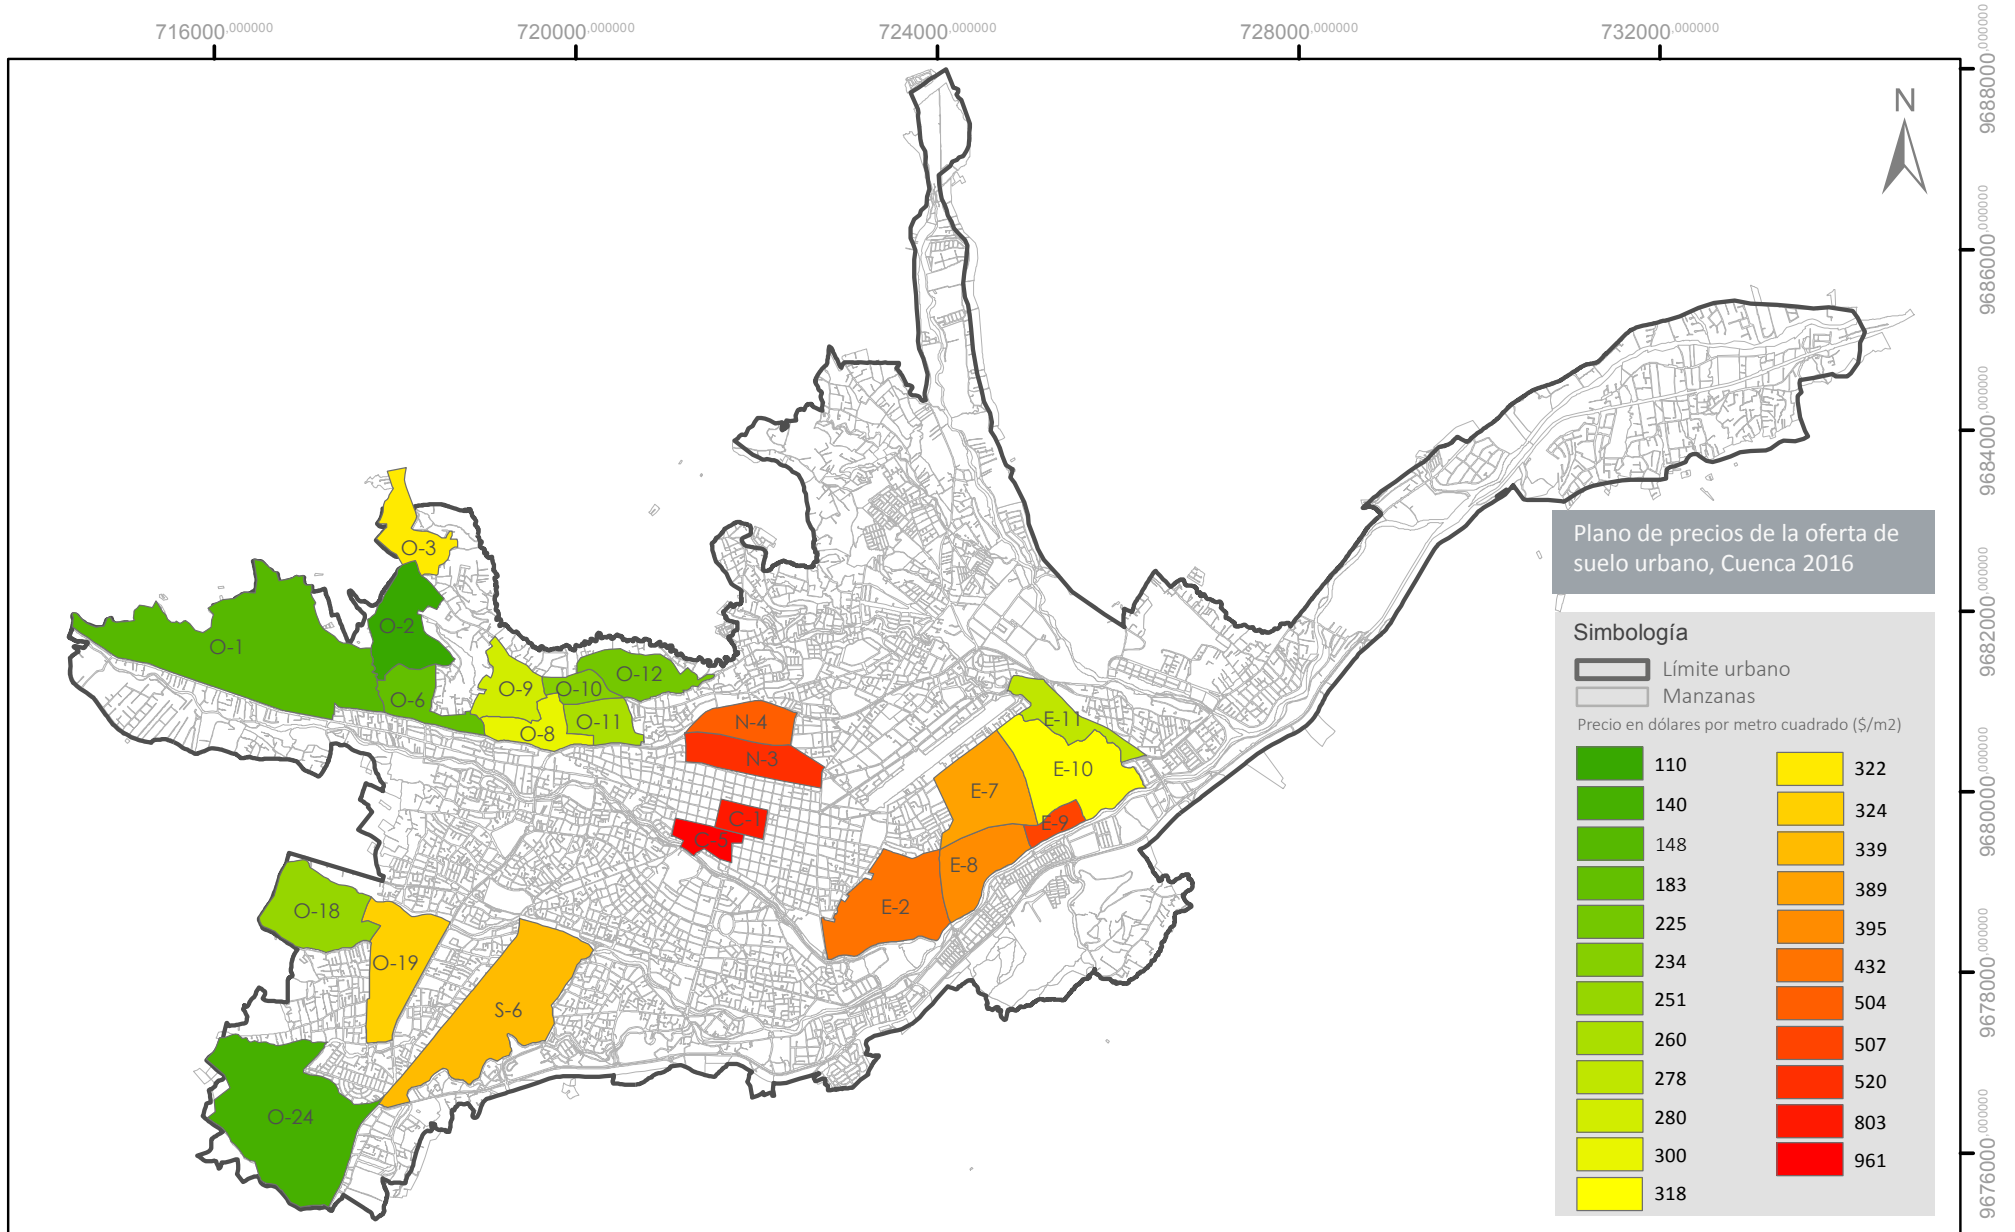 716000,000000
720000,000000
724000,000000
728000,000000
732000,000000
9688000,000000
9686000,000000
9684000,000000
9682000,000000
9680000,000000
9678000,000000
9676000,000000
N
O-3
O-2
O-1
O-6
O-9
O-10
O-12
O-8
O-11
N-4
N-3
C-1
C-5
E-11
E-10
E-7
E-9
E-8
E-2
O-18
O-19
S-6
O-24
Plano de precios de la oferta de
suelo urbano, Cuenca 2016
Simbología
Límite urbano
Manzanas
Precio en dólares por metro cuadrado ($/m2)
110
140
148
183
225
234
251
260
278
280
300
318
322
324
339
389
395
432
504
507
520
803
961